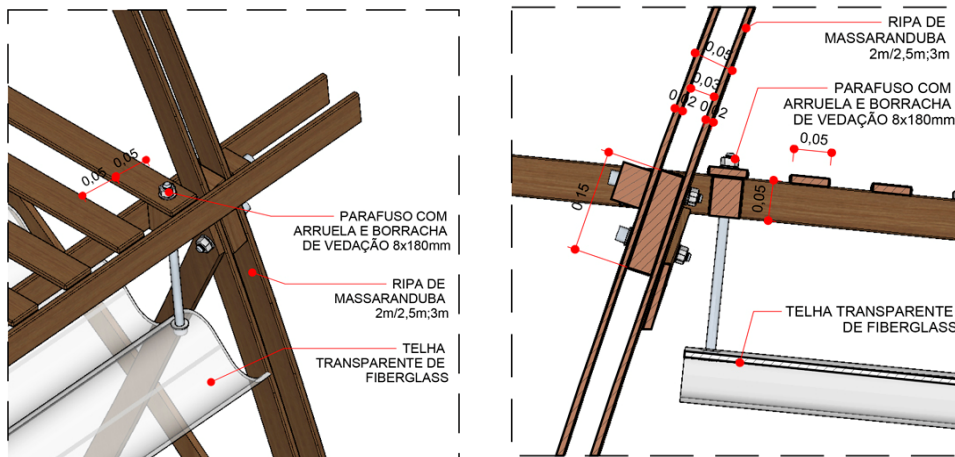 0,05 0,05
PARAFUSO COM
ARRUELA E BORRACHA
DE VEDAÇÃO 8x180mm
RIPA DE
MASSARANDUBA
2m/2,5m;3m
TELHA
TRANSPARENTE DE
FIBERGLASS
RIPA DE
MASSARANDUBA
2m/2,5m;3m
0,05
0,03
0,02 0,02
PARAFUSO COM
ARRUELA E BORRACHA
DE VEDAÇÃO 8x180mm
0,05
0,15
0,05
TELHA TRANSPARENTE
DE FIBERGLASS